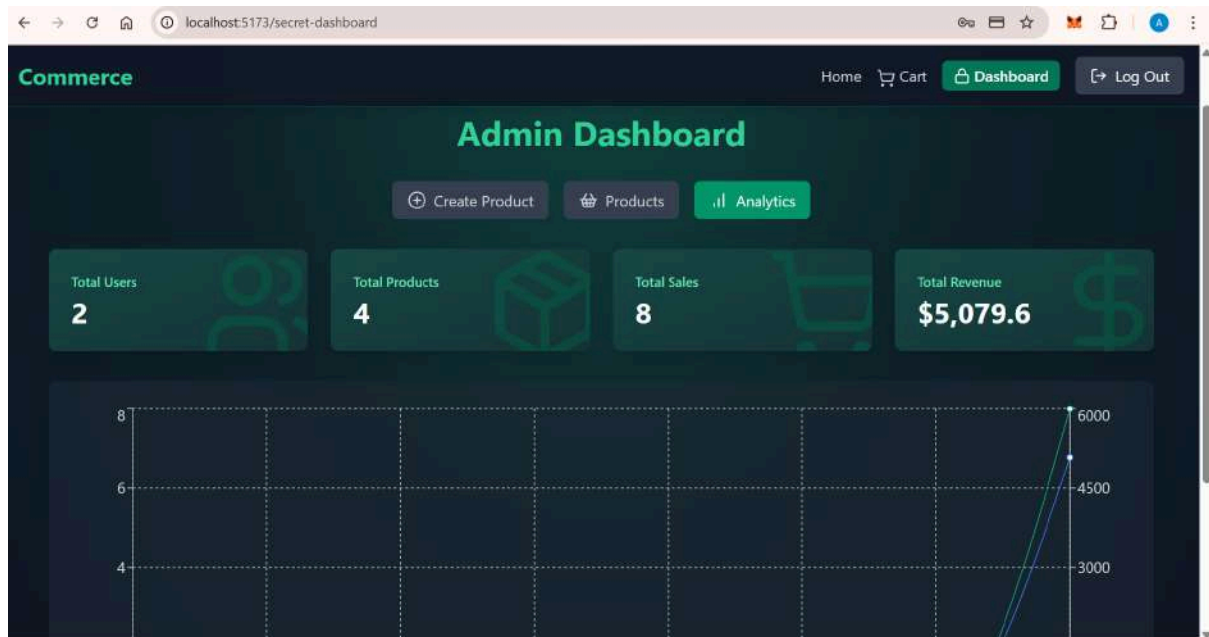 localhost:5173/secret-dashboard
A
Commerce
Home Cart Dashboard Log Out
Admin Dashboard
Create Product Products Analytics
Total Users
2
Total Products
4
Total Sales
8
Total Revenue
$5,079.6
8 6000
6 4500
4 3000